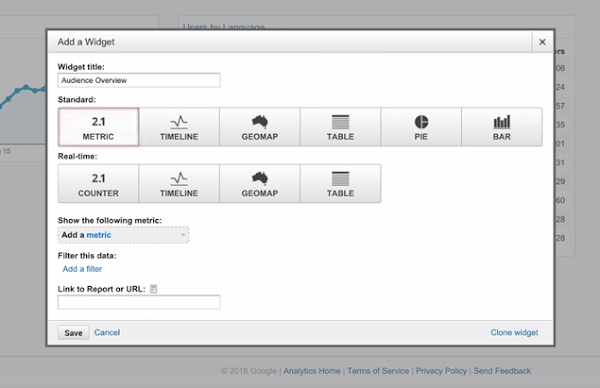 Users by Language
Add a Widget
Widget title:
Audience Overview
Standard:
2.1 METRIC TIMELINE GEOMAP TABLE PIE BAR
Real-time:
2.1 COUNTER TIMELINE GEOMAP TABLE
Show the following metric:
Add a metric
Filter this data:
Add a filter
Link to Report or URL:
Save Cancel Clone widget
© 2016 Google | Analytics Home | Terms of Service | Privacy Policy | Send Feedback